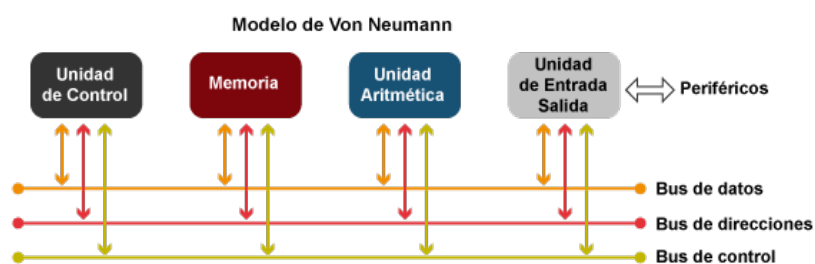 Modelo de Von Neumann
Unidad
de Control
Memoria
Unidad
Aritmética
Unidad
de Entrada
Salida
Periféricos
Bus de datos
Bus de direcciones
Bus de control